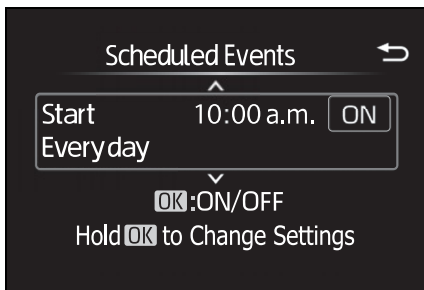 Scheduled Events
Start 10:00 a.m. ON
Everyday
OK:ON/OFF
Hold OK to Change Settings